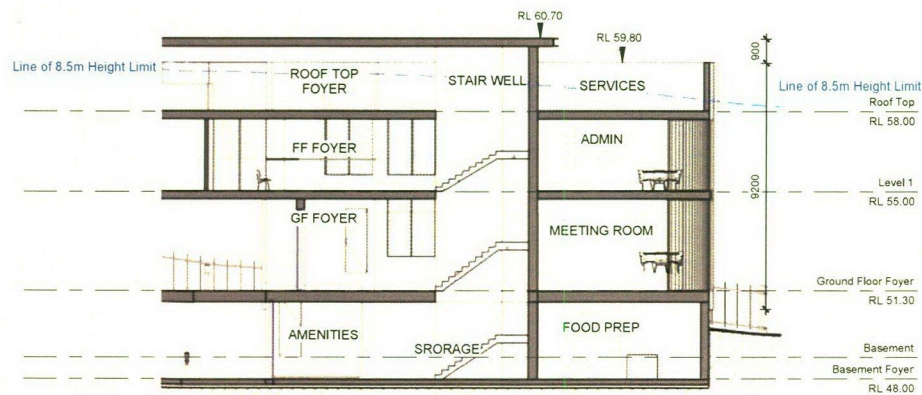 RL 60.70
RL 59.80
900
Line of 8.5m Height Limit
ROOF TOP
FOYER
STAIR WELL
SERVICES
Line of 8.5m Height Limit
Roof Top
RL 58.00
FF FOYER
ADMIN
9200
Level 1
RL 55.00
GF FOYER
MEETING ROOM
Ground Floor Foyer
RL 51.30
AMENITIES
SRORAGE
FOOD PREP
Basement
Basement Foyer
RL 48.00